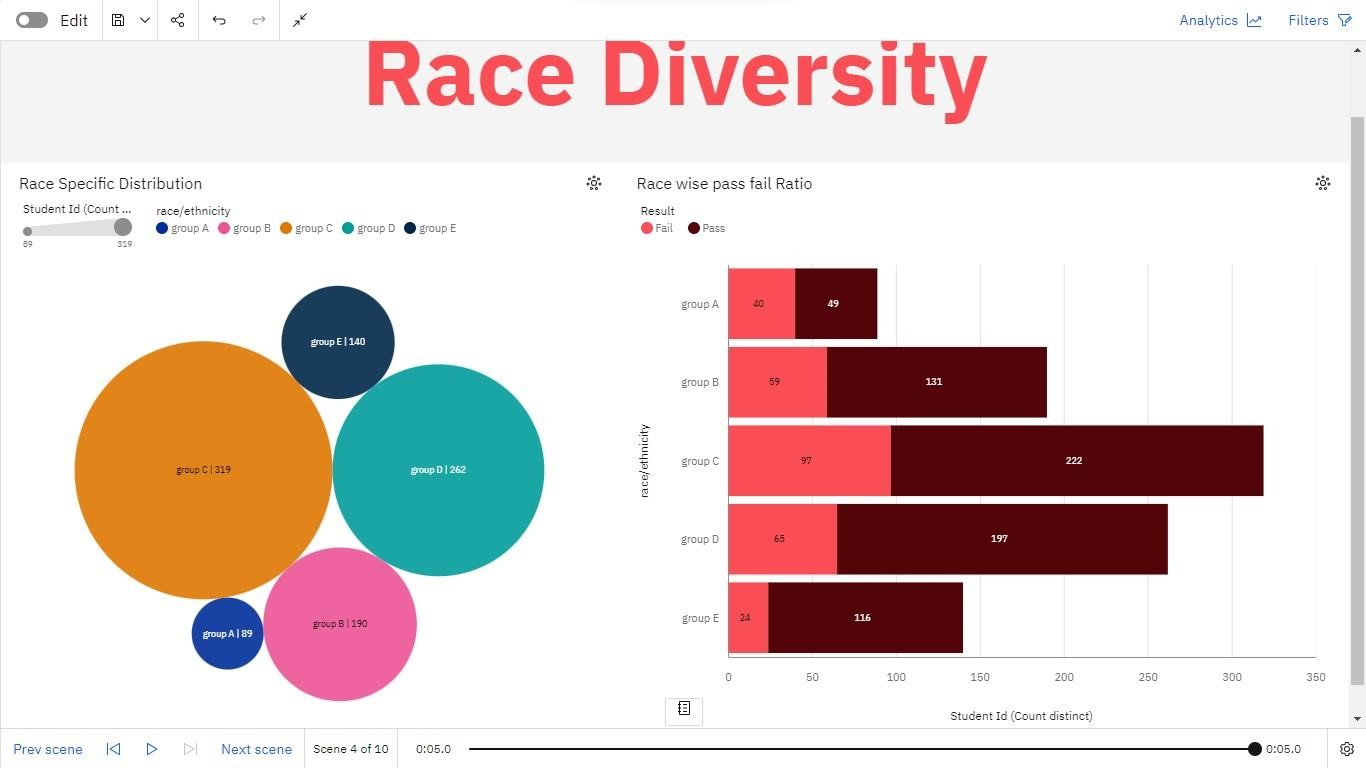 Edit
Analytics
Filters
Race Diversity
Race Specific Distribution
Student Id (Count ...
89
319
race/ethnicity
group A
group B
group C
group D
group E
group E | 140
group C | 319
group D | 262
group B | 190
group A | 89
Race wise pass fail Ratio
Result
Fail
Pass
race/ethnicity
group A
40
49
group B
59
131
group C
97
222
group D
65
197
group E
24
116
0
50
100
150
200
250
300
350
Student Id (Count distinct)
Prev scene
Next scene
Scene 4 of 10
0:05.0
0:05.0